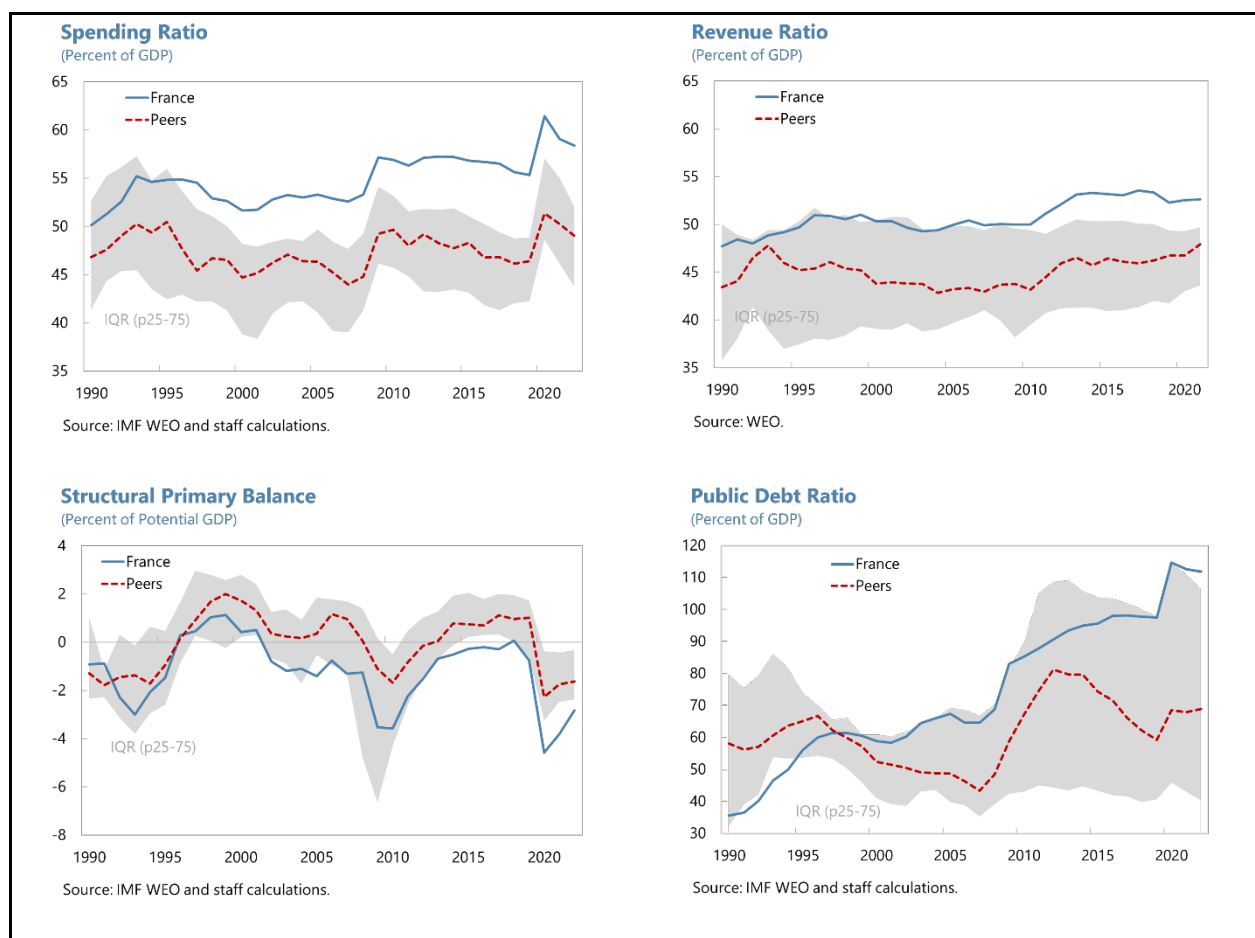 Spending Ratio
(Percent of GDP)
65
60
55
50
45
40
35
France
Peers
IQR (p25-75)
1990 1995 2000 2005 2010 2015 2020
Source: IMF WEO and staff calculations.
Revenue Ratio
(Percent of GDP)
65
60
55
50
45
40
35
France
Peers
IQR (p25-75)
1990 1995 2000 2005 2010 2015 2020
Source: WEO.
Structural Primary Balance
(Percent of Potential GDP)
4
2
0
-2
-4
-6
-8
France
Peers
IQR (p25-75)
1990 1995 2000 2005 2010 2015 2020
Source: IMF WEO and staff calculations.
Public Debt Ratio
(Percent of GDP)
120
110
100
90
80
70
60
50
40
30
France
Peers
IQR (p25-75)
1990 1995 2000 2005 2010 2015 2020
Source: IMF WEO and staff calculations.